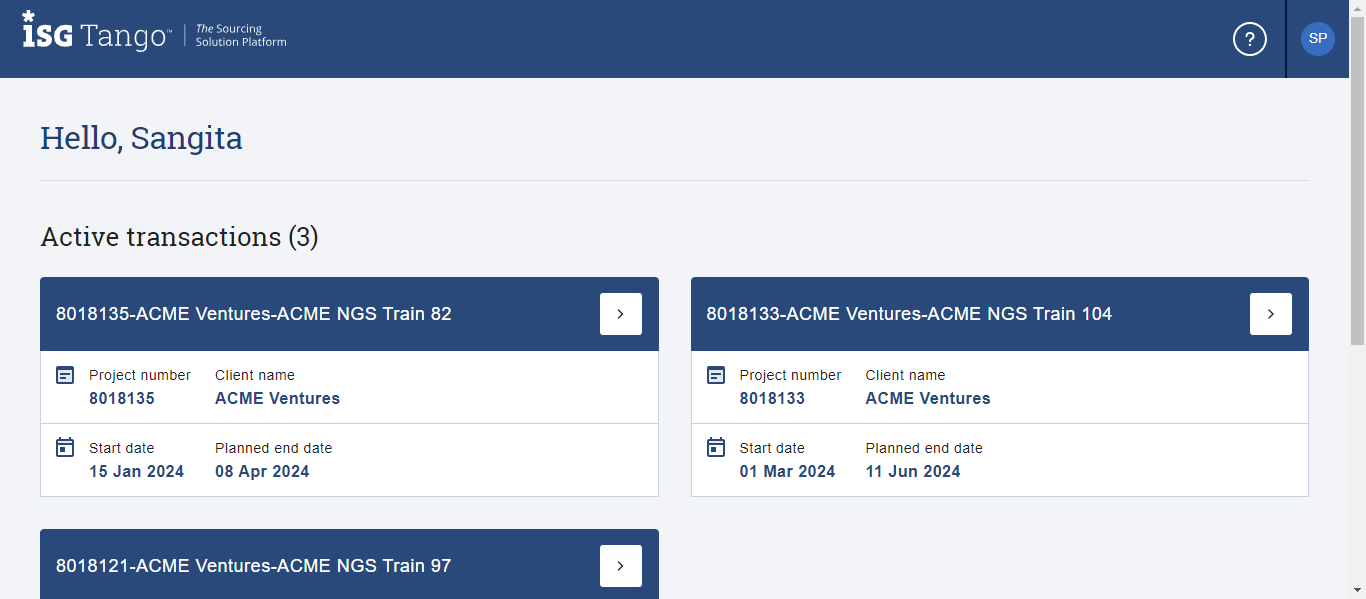 iSG Tango™
The Sourcing
Solution Platform
?
SP
Hello, Sangita
Active transactions (3)
8018135-ACME Ventures-ACME NGS Train 82
Project number Client name
8018135 ACME Ventures
Start date Planned end date
15 Jan 2024 08 Apr 2024
8018133-ACME Ventures-ACME NGS Train 104
Project number Client name
8018133 ACME Ventures
Start date Planned end date
01 Mar 2024 11 Jun 2024
8018121-ACME Ventures-ACME NGS Train 97